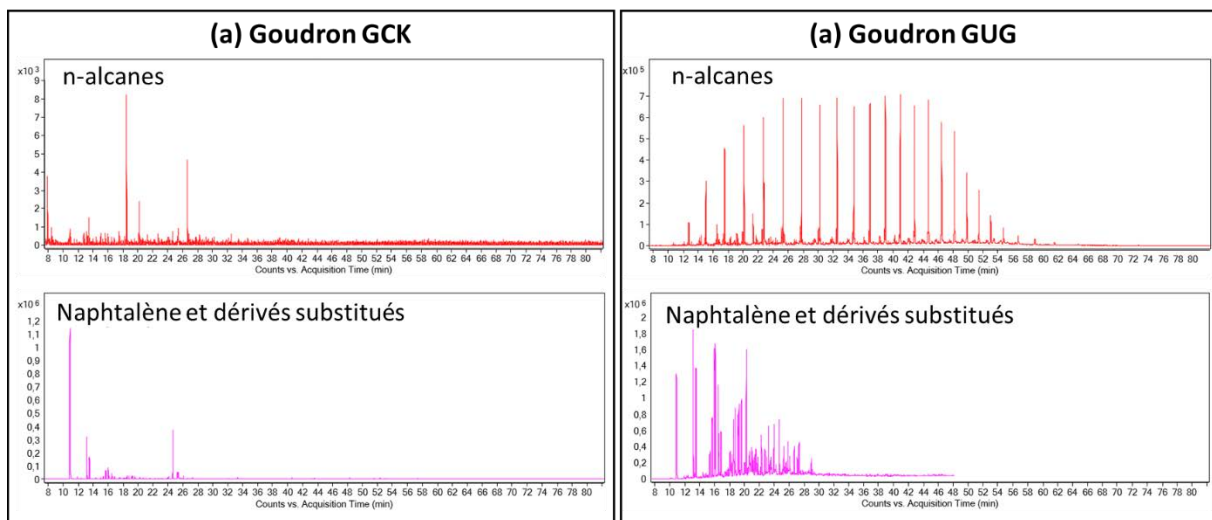 (a) Goudron GCK
x10 3
n-alcanes
9
8
7
6
5
4
3
2
1
0
8 10 12 14 16 18 20 22 24 26 28 30 32 34 36 38 40 42 44 46 48 50 52 54 56 58 60 62 64 66 68 70 72 74 76 78 80
Counts vs. Acquisition Time (min)
x10 6
Naphtalène et dérivés substitués
1,2
1,1
1
0,9
0,8
0,7
0,6
0,5
0,4
0,3
0,2
0,1
0
8 10 12 14 16 18 20 22 24 26 28 30 32 34 36 38 40 42 44 46 48 50 52 54 56 58 60 62 64 66 68 70 72 74 76 78 80
Counts vs. Acquisition Time (min)
(a) Goudron GUG
x10 5
n-alcanes
7
6
5
4
3
2
1
0
8 10 12 14 16 18 20 22 24 26 28 30 32 34 36 38 40 42 44 46 48 50 52 54 56 58 60 62 64 66 68 70 72 74 76 78 80
Counts vs. Acquisition Time (min)
x10 6
Naphtalène et dérivés substitués
2
1,8
1,6
1,4
1,2
1
0,8
0,6
0,4
0,2
0
8 10 12 14 16 18 20 22 24 26 28 30 32 34 36 38 40 42 44 46 48 50 52 54 56 58 60 62 64 66 68 70 72 74 76 78 80
Counts vs. Acquisition Time (min)